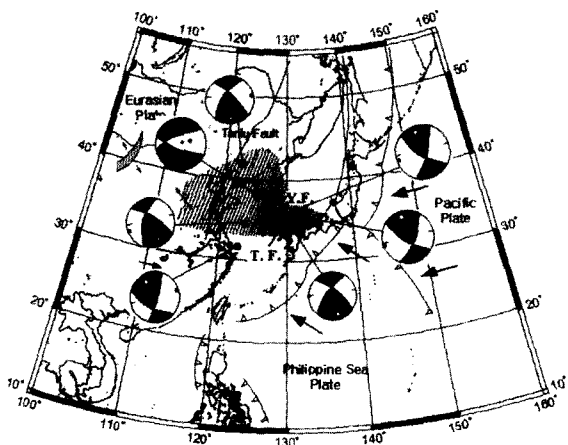 100° 110° 120° 130° 140° 150° 160°
50° 50°
Eurasian
Plate
Tanlu Fault
40° 40°
Y.F.
Pacific
Plate
30° 30°
T. F.
20° 20°
Philippine Sea
Plate
10° 10°
100° 110° 120° 130° 140° 150° 160°